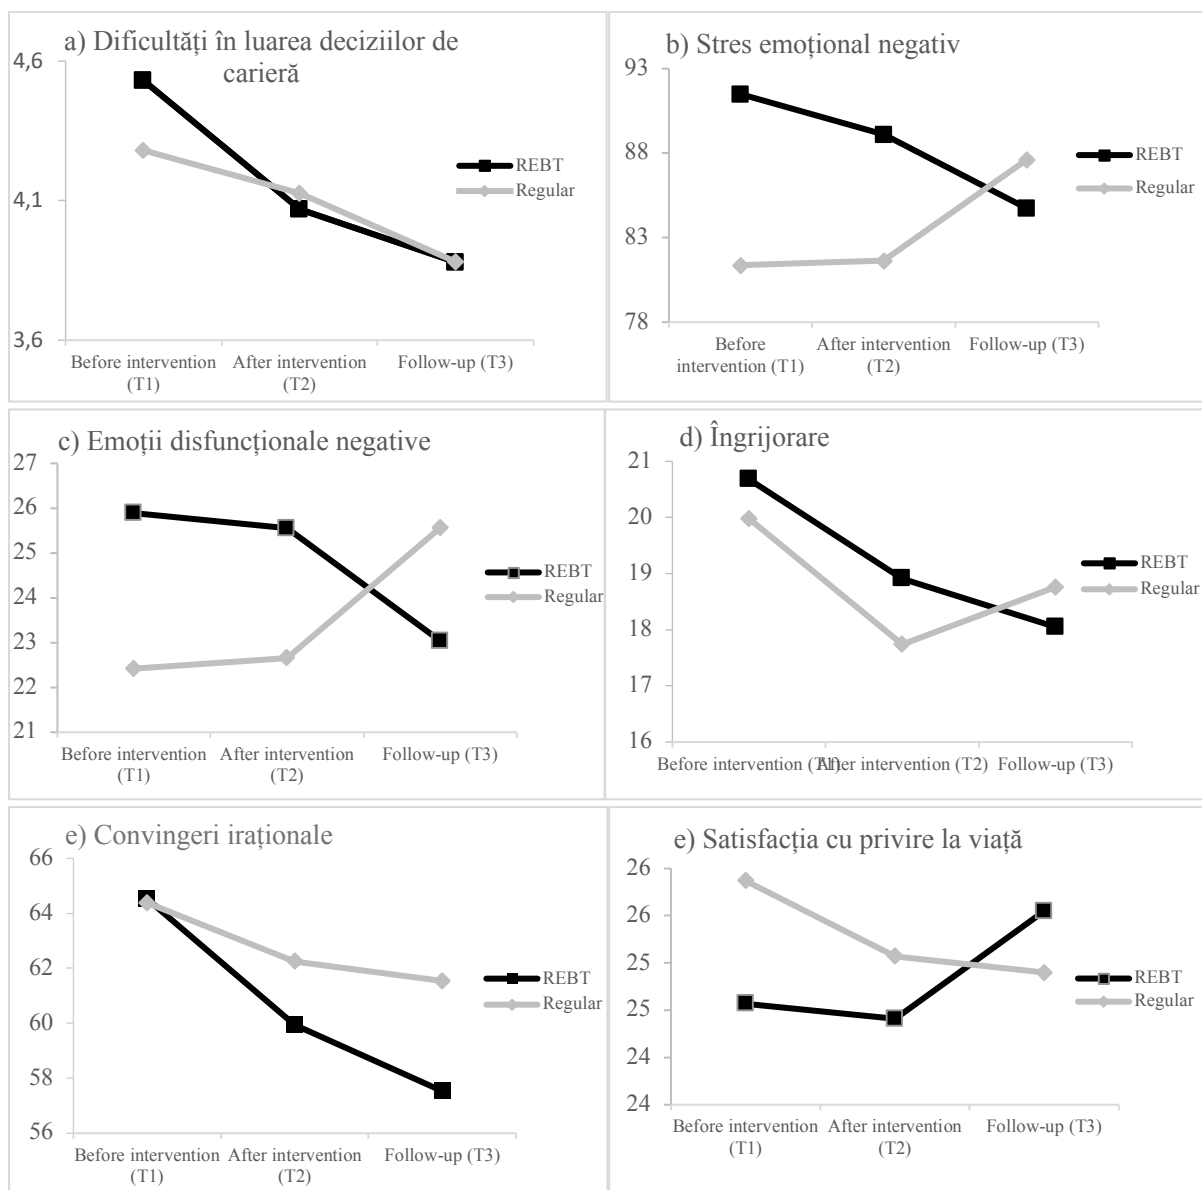 a) Dificultăți în luarea deciziilor de
carieră
4,6
4,1
3,6
REBT
Regular
Before intervention
(T1)
After intervention
(T2)
Follow-up (T3)
b) Stres emoțional negativ
93
88
83
78
REBT
Regular
Before
intervention (T1)
After intervention
(T2)
Follow-up (T3)
c) Emoții disfuncționale negative
27
26
25
24
23
22
21
REBT
Regular
Before intervention
(T1)
After intervention
(T2)
Follow-up (T3)
d) Îngrijorare
21
20
19
18
17
16
REBT
Regular
Before intervention (T1)
After intervention (T2)
Follow-up (T3)
e) Convingeri iraționale
66
64
62
60
58
56
REBT
Regular
Before intervention
(T1)
After intervention
(T2)
Follow-up (T3)
e) Satisfacția cu privire la viață
26
26
25
25
24
24
REBT
Regular
Before intervention
(T1)
After intervention
(T2)
Follow-up (T3)